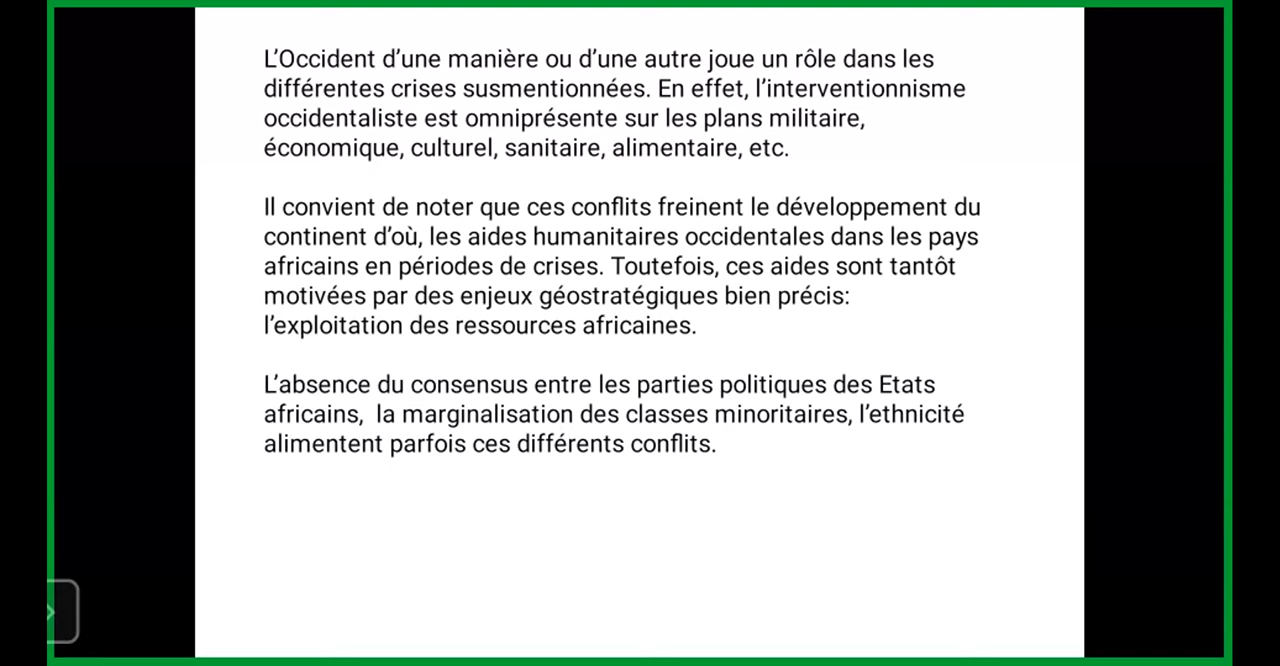 L’Occident d’une manière ou d’une autre joue un rôle dans les
différentes crises susmentionnées. En effet, l’interventionnisme
occidentaliste est omniprésente sur les plans militaire,
économique, culturel, sanitaire, alimentaire, etc.
Il convient de noter que ces conflits freinent le développement du
continent d’où, les aides humanitaires occidentales dans les pays
africains en périodes de crises. Toutefois, ces aides sont tantôt
motivées par des enjeux géostratégiques bien précis:
l’exploitation des ressources africaines.
L’absence du consensus entre les parties politiques des Etats
africains,  la marginalisation des classes minoritaires, l’ethnicité
alimentent parfois ces différents conflits.